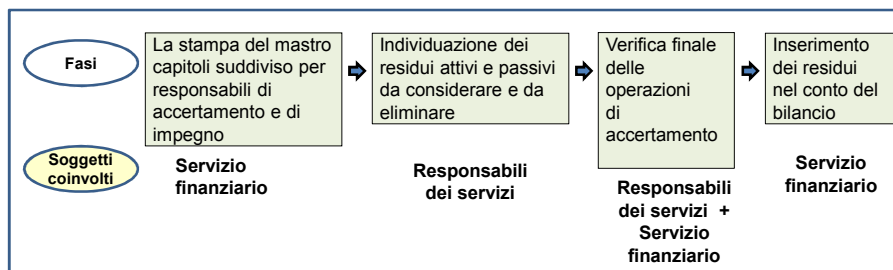 Fasi
La stampa del mastro
capitoli suddiviso per
responsabili di
accertamento e di
impegno
Individuazione dei
residui attivi e passivi
da considerare e da
eliminare
Verifica finale
delle
operazioni
di
accertamento
Inserimento
dei residui
nel conto del
bilancio
Soggetti
coinvolti
Servizio
finanziario
Responsabili
dei servizi
Responsabili
dei servizi +
Servizio
finanziario
Servizio
finanziario